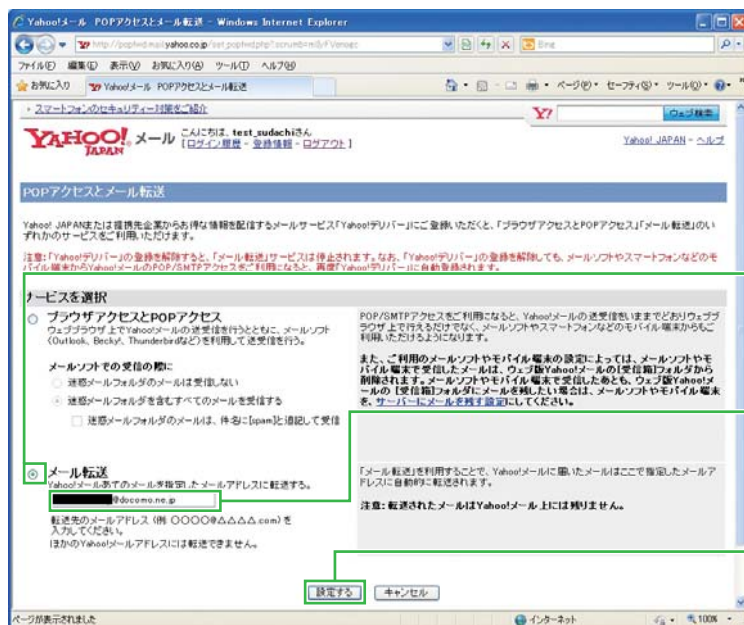 Yahoo!メール POPアクセスとメール転送 - Windows Internet Explorer
Bing
ファイル(F) 編集(E) 表示(V) お気に入り(A) ツール(T) ヘルプ(H)
お気に入り Yahoo!メール POPアクセスとメール転送 ページ(P) セーフティ(S) ツール(O)
・スマートフォンのセキュリティー対策をご紹介
Y! ウェブ検索
YAHOO! JAPAN メール こんにちは、test_sudachiさん
[ログイン履歴 - 登録情報 - ログアウト]
Yahoo! JAPAN - ヘルプ
POPアクセスとメール転送
Yahoo! JAPANまたは提携先企業からお得な情報を配信するメールサービス「Yahoo!デリバー」にご登録いただくと、「ブラウザアクセスとPOPアクセス」「メール転送」のい
ずれかのサービスをご利用いただけます。
注意:「Yahoo!デリバー」の登録を解除すると、「メール転送」サービスは停止されます。なお、「Yahoo!デリバー」の登録を解除しても、メールソフトやスマートフォンなどのモ
バイル端末からYahoo!メールのPOP/SMTPアクセスをご利用になると、再度「Yahoo!デリバー」に自動登録されます。
サービスを選択
ブラウザアクセスとPOPアクセス
ウェブブラウザ上でYahoo!メールの送受信を行うとともに、メールソフト
(Outlook、Becky!、Thunderbirdなど)を利用して送受信を行う。
メールソフトでの受信の際に
迷惑メールフォルダのメールは受信しない
迷惑メールフォルダを含むすべてのメールを受信する
迷惑メールフォルダのメールは、件名に[spam]と追記して受信
POP/SMTPアクセスをご利用になると、Yahoo!メールの送受信をいままでどおりウェブブ
ラウザ上で行えるだけでなく、メールソフトやスマートフォンなどのモバイル端末からもご
利用いただけるようになります。
また、ご利用のメールソフトやモバイル端末の設定によっては、メールソフトやモ
バイル端末で受信したメールは、ウェブ版Yahoo!メールの[受信箱]フォルダから
削除されます。メールソフトやモバイル端末で受信したあとも、ウェブ版Yahoo!メ
ールの[受信箱]フォルダにメールを残したい場合は、メールソフトやモバイル端末
を、サーバーにメールを残す設定にしてください。
メール転送
Yahoo!メールあてのメールを指定したメールアドレスに転送する。
@docomo.ne.jp
転送先のメールアドレス(例 ○○○○@△△△△.com)を
入力してください。
ほかのYahoo!メールアドレスには転送できません。
「メール転送」を利用することで、Yahoo!メールに届いたメールはここで指定したメールア
ドレスに自動的に転送されます。
注意:転送されたメールはYahoo!メール上には残りません。
設定する キャンセル
ページが表示されました インターネット 100%